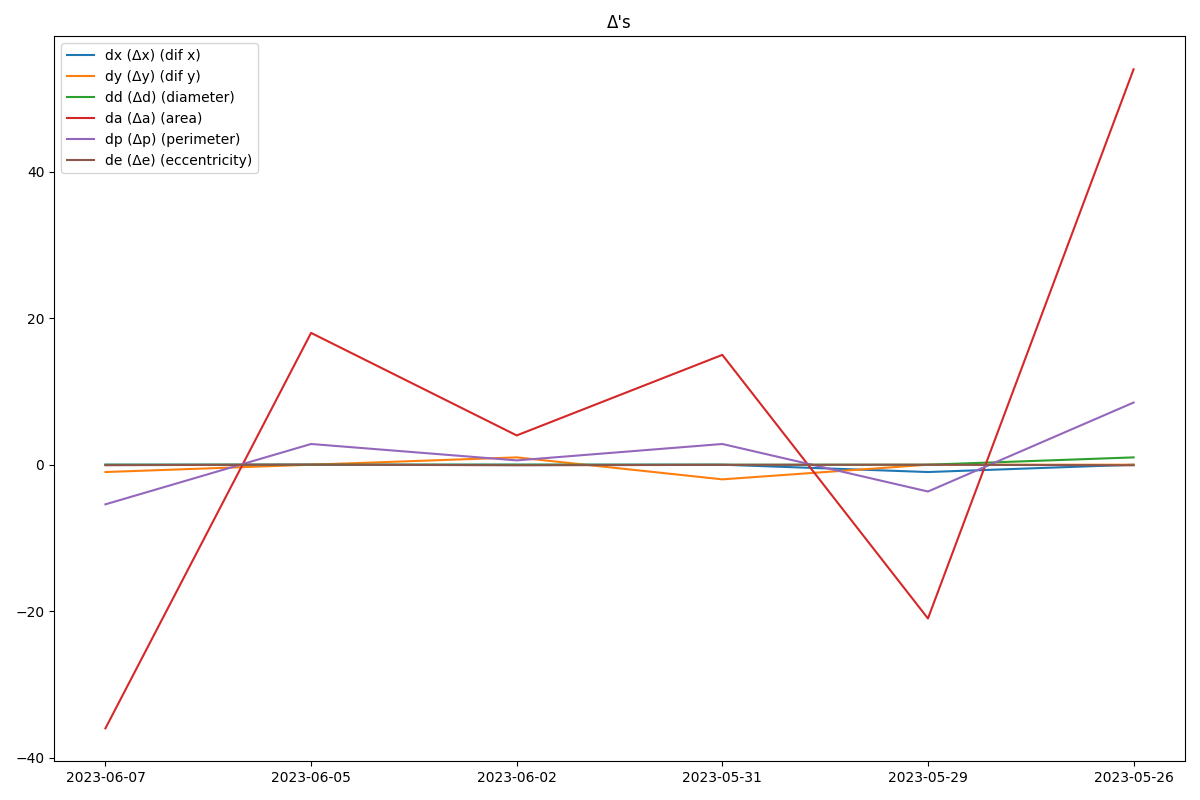 Δ's
dx (Δx) (dif x)
dy (Δy) (dif y)
dd (Δd) (diameter)
da (Δa) (area)
dp (Δp) (perimeter)
de (Δe) (eccentricity)
40
20
0
−20
−40
2023-06-07 2023-06-05 2023-06-02 2023-05-31 2023-05-29 2023-05-26